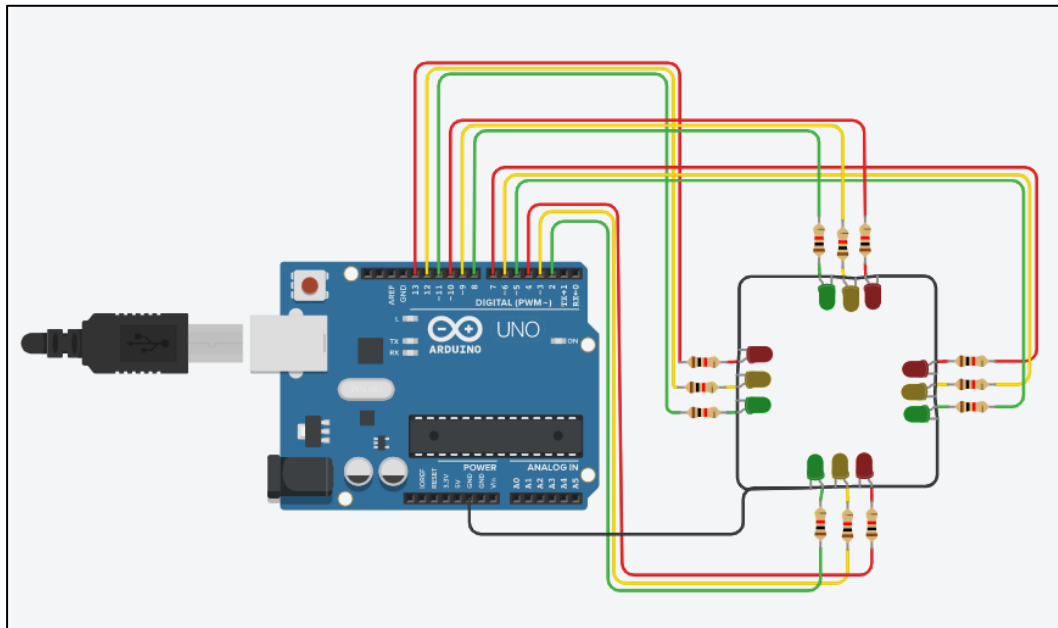 AREF
GND
13
12
~11
~10
~9
8
7
~6
~5
4
~3
2
TX→1
RX←0
DIGITAL (PWM~)
L
TX
RX
UNO
ARDUINO
ON
POWER
ANALOG IN
IOREF
RESET
3.3V
5V
GND
GND
Vin
A0
A1
A2
A3
A4
A5